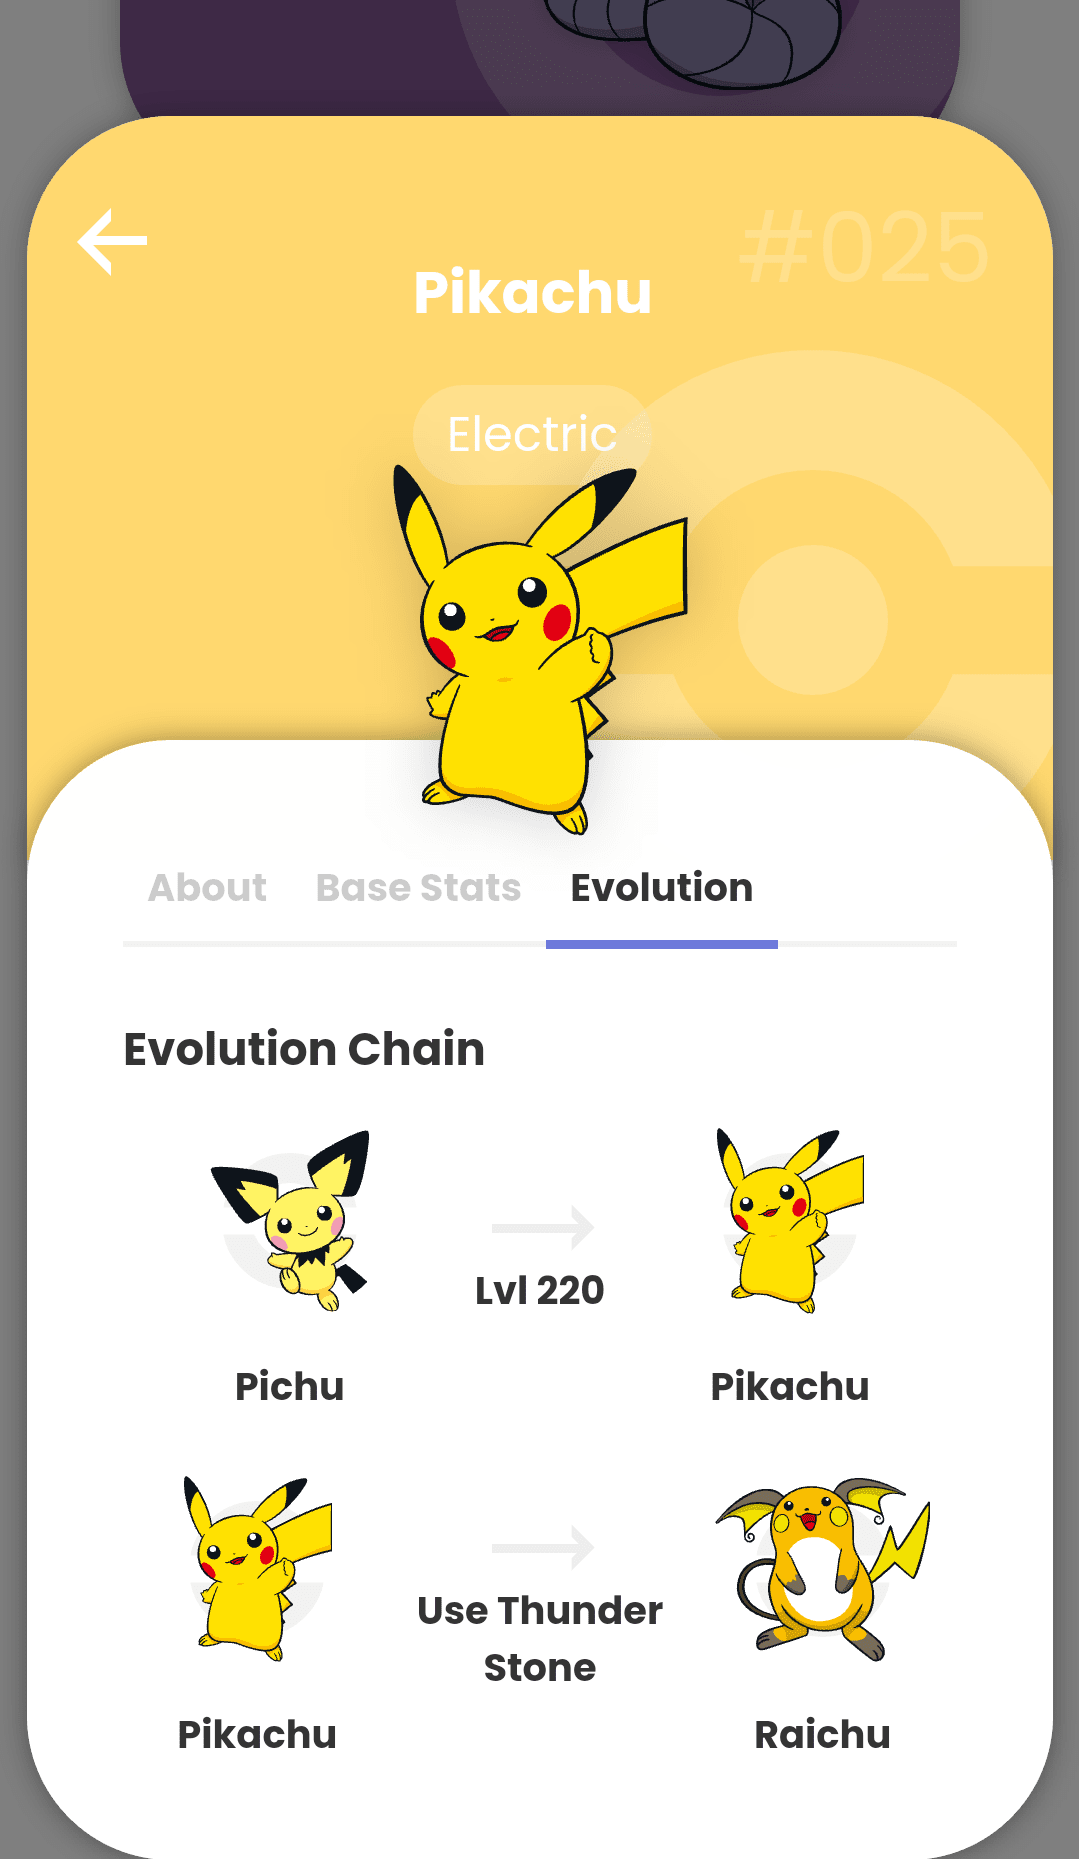 #025
Pikachu
Electric
About Base Stats Evolution
Evolution Chain
Lvl 220
Pichu Pikachu
Use Thunder
Stone
Pikachu Raichu